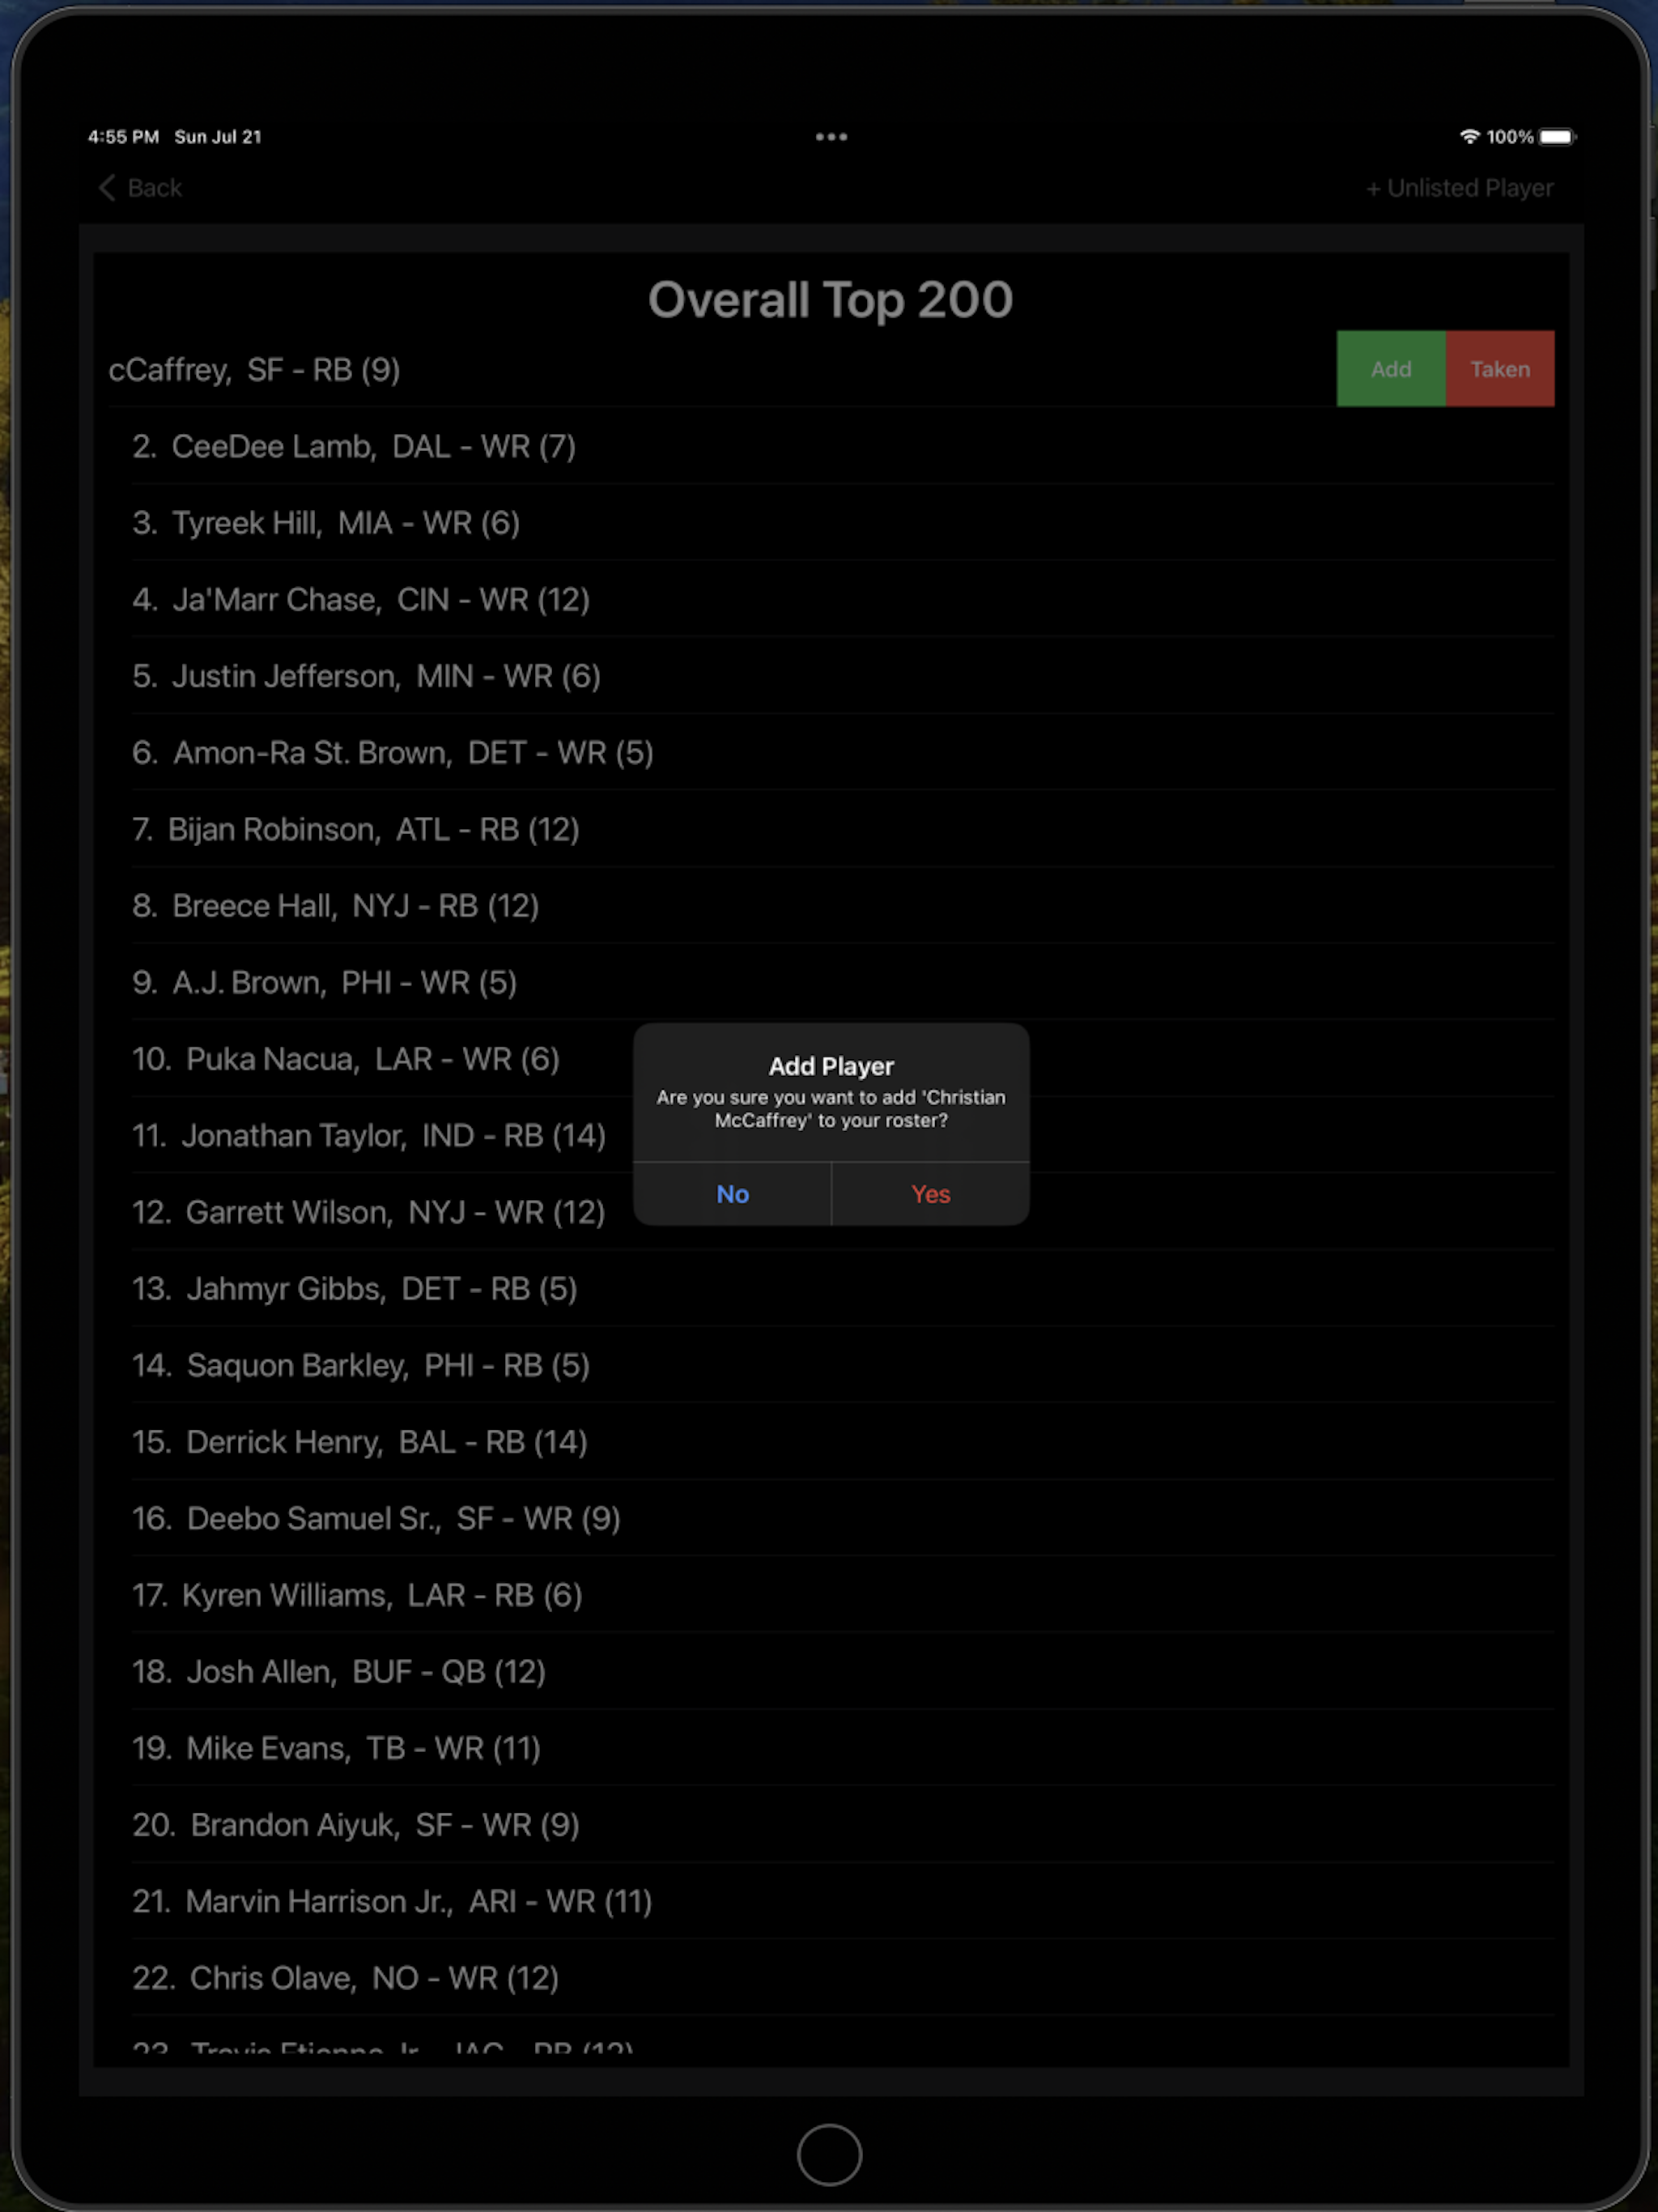 4:55 PM Sun Jul 21
100%
Back
+ Unlisted Player
Overall Top 200
cCaffrey, SF - RB (9)
Add
Taken
2. CeeDee Lamb, DAL - WR (7)
3. Tyreek Hill, MIA - WR (6)
4. Ja'Marr Chase, CIN - WR (12)
5. Justin Jefferson, MIN - WR (6)
6. Amon-Ra St. Brown, DET - WR (5)
7. Bijan Robinson, ATL - RB (12)
8. Breece Hall, NYJ - RB (12)
9. A.J. Brown, PHI - WR (5)
10. Puka Nacua, LAR - WR (6)
11. Jonathan Taylor, IND - RB (14)
12. Garrett Wilson, NYJ - WR (12)
Add Player
Are you sure you want to add 'Christian
McCaffrey' to your roster?
No
Yes
13. Jahmyr Gibbs, DET - RB (5)
14. Saquon Barkley, PHI - RB (5)
15. Derrick Henry, BAL - RB (14)
16. Deebo Samuel Sr., SF - WR (9)
17. Kyren Williams, LAR - RB (6)
18. Josh Allen, BUF - QB (12)
19. Mike Evans, TB - WR (11)
20. Brandon Aiyuk, SF - WR (9)
21. Marvin Harrison Jr., ARI - WR (11)
22. Chris Olave, NO - WR (12)
23. Travis Etienne Jr., JAC - RB (12)